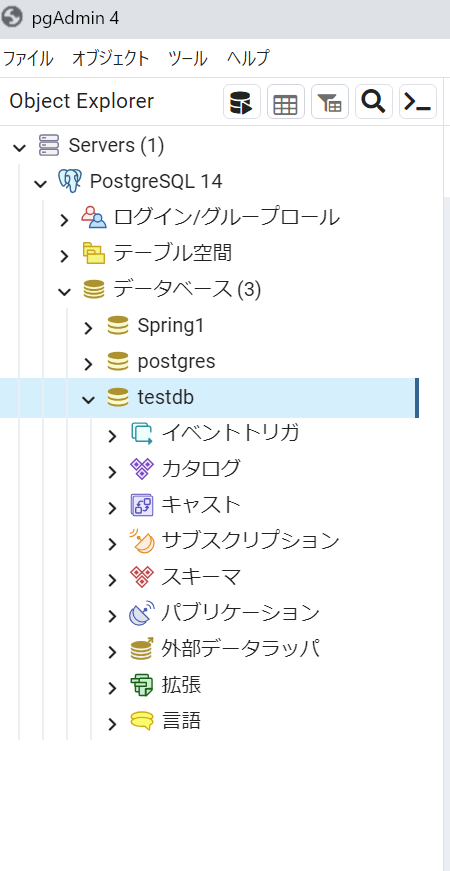 pgAdmin 4
ファイル オブジェクト ツール ヘルプ
Object Explorer
Servers (1)
PostgreSQL 14
ログイン/グループロール
テーブル空間
データベース (3)
Spring1
postgres
testdb
イベントトリガ
カタログ
キャスト
サブスクリプション
スキーマ
パブリケーション
外部データラッパ
拡張
言語